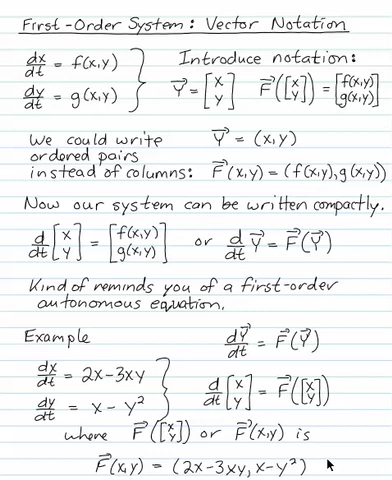 First-Order System: Vector Notation
dx/dt = f(x,y) } Introduce notation:
dy/dt = g(x,y) } Y⃗ = [x y] F⃗([x y]) = [f(x,y) g(x,y)]
We could write Y⃗ = (x,y)
ordered pairs
instead of columns: F⃗(x,y) = (f(x,y), g(x,y))
Now our system can be written compactly.
d/dt [x y] = [f(x,y) g(x,y)] or d/dt Y⃗ = F⃗(Y⃗)
Kind of reminds you of a first-order
autonomous equation.
Example dY⃗/dt = F⃗(Y⃗)
dx/dt = 2x-3xy } d/dt [x y] = F⃗([x y])
dy/dt = x - y²
where F⃗([x y]) or F⃗(x,y) is
F⃗(x,y) = (2x-3xy, x-y²)